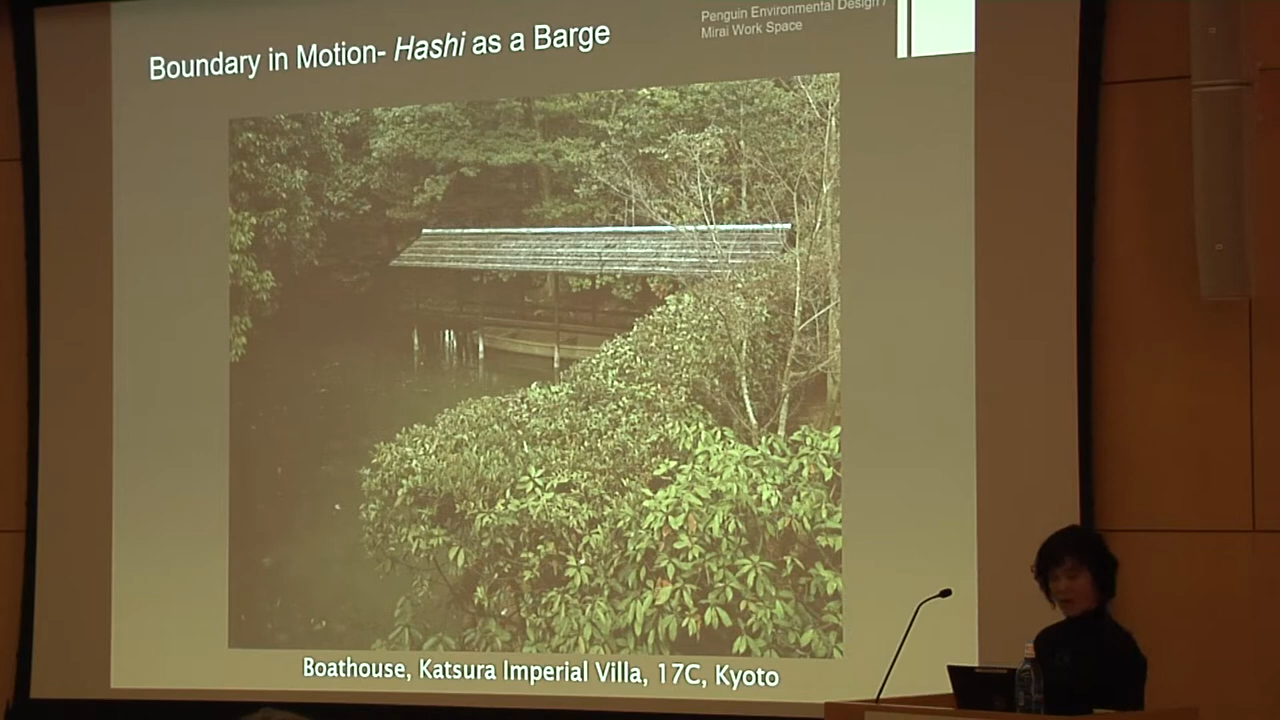 Boundary in Motion- Hashi as a Barge
Penguin Environmental Design /
Mirai Work Space
Boathouse, Katsura Imperial Villa, 17C, Kyoto